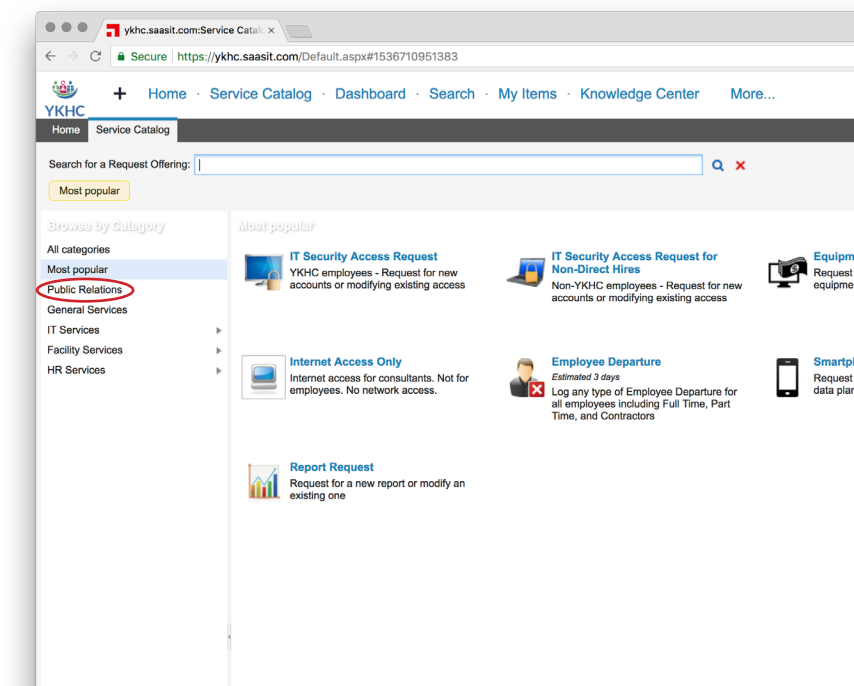 ykhc.saasit.com:Service Catal
Secure https://ykhc.saasit.com/Default.aspx#1536710951383
YKHC
Home · Service Catalog · Dashboard · Search · My Items · Knowledge Center More...
Home Service Catalog
Search for a Request Offering:
Most popular
Browse by Category
All categories
Most popular
Public Relations
General Services
IT Services
Facility Services
HR Services
Most popular
IT Security Access Request
YKHC employees - Request for new
accounts or modifying existing access
IT Security Access Request for
Non-Direct Hires
Non-YKHC employees - Request for new
accounts or modifying existing access
Equipm
Request
equipme
Internet Access Only
Internet access for consultants. Not for
employees. No network access.
Employee Departure
Estimated 3 days
Log any type of Employee Departure for
all employees including Full Time, Part
Time, and Contractors
Smartpl
Request
data plan
Report Request
Request for a new report or modify an
existing one